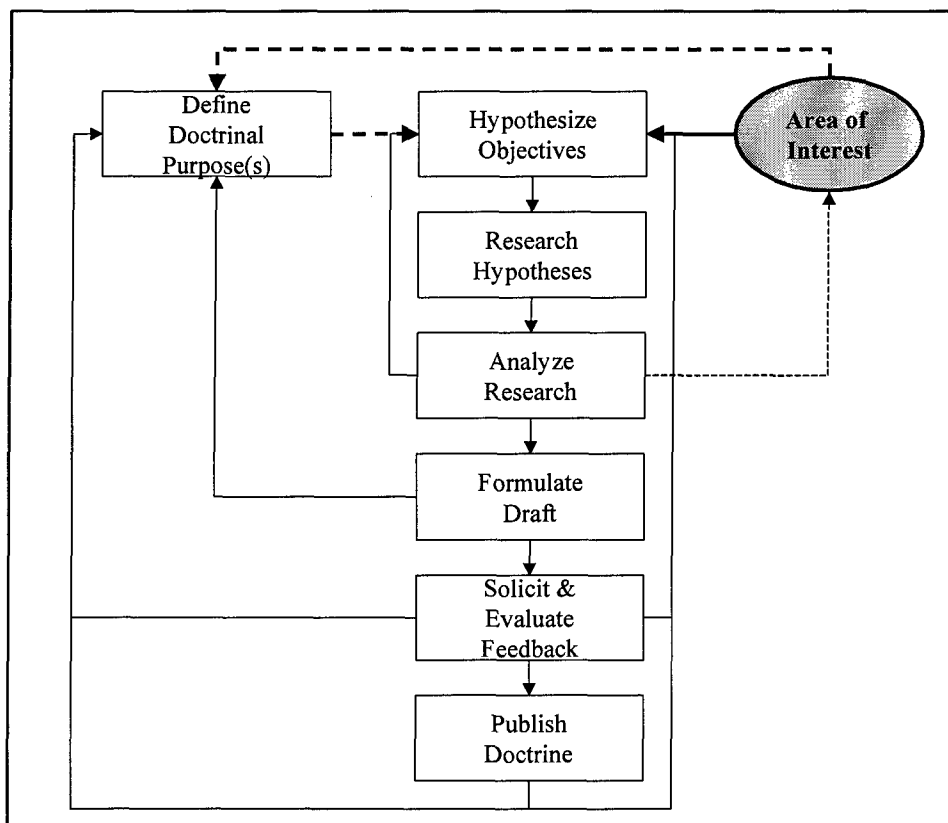 Define
Doctrinal
Purpose(s)
Hypothesize
Objectives
Area of
Interest
Research
Hypotheses
Analyze
Research
Formulate
Draft
Solicit &
Evaluate
Feedback
Publish
Doctrine